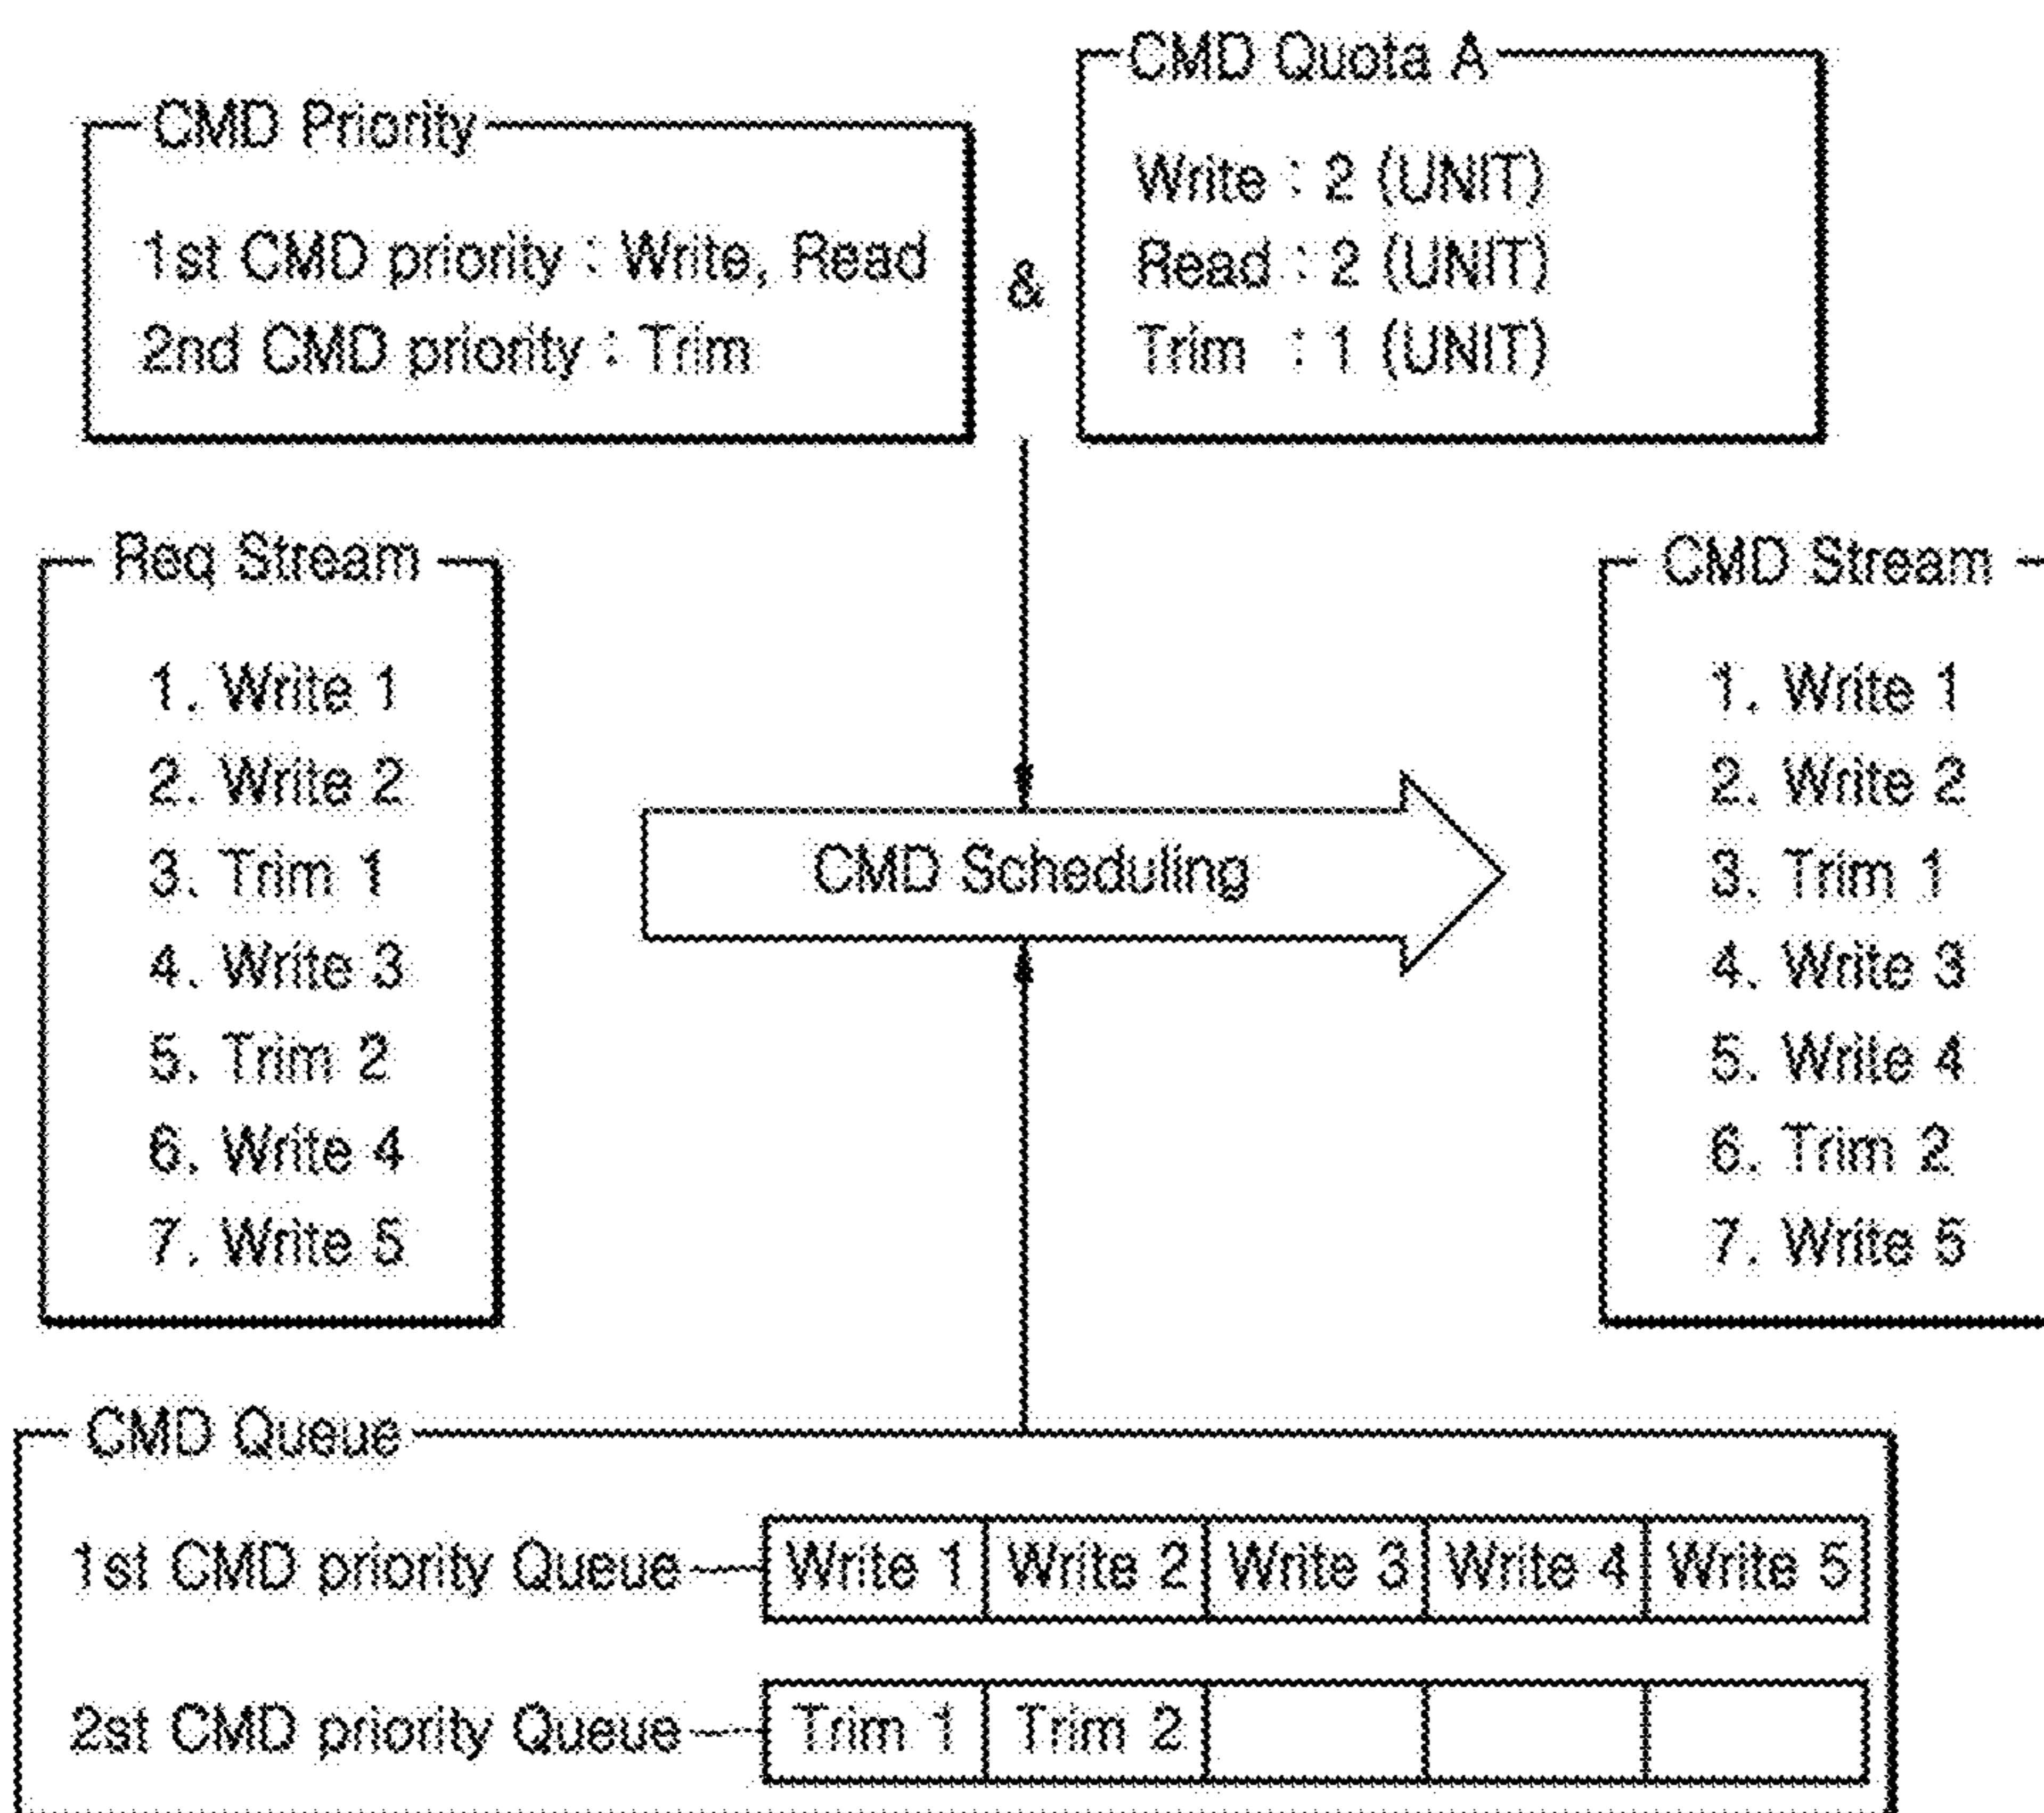 CMD Priority
1st CMD priority : Write, Read
2nd CMD priority : Trim
&
CMD Quota A
Write : 2 (UNIT)
Read : 2 (UNIT)
Trim : 1 (UNIT)
Req Stream
1. Write 1
2. Write 2
3. Trim 1
4. Write 3
5. Trim 2
6. Write 4
7. Write 5
CMD Scheduling
CMD Stream
1. Write 1
2. Write 2
3. Trim 1
4. Write 3
5. Write 4
6. Trim 2
7. Write 5
CMD Queue
1st CMD priority Queue
Write 1 Write 2 Write 3 Write 4 Write 5
2st CMD priority Queue
Trim 1 Trim 2